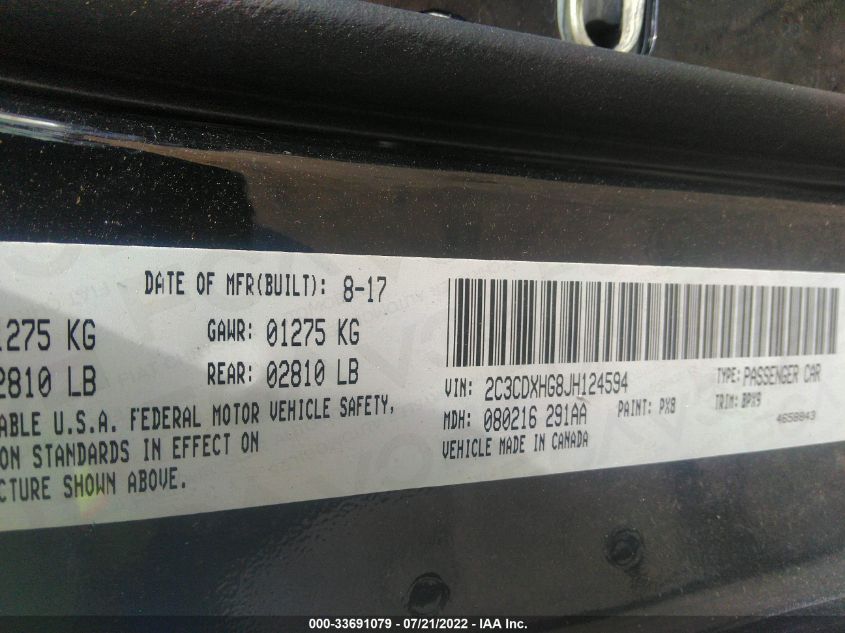 DATE OF MFR(BUILT): 8-17
1275 KG GAWR: 01275 KG
2810 LB REAR: 02810 LB
ABLE U.S.A. FEDERAL MOTOR VEHICLE SAFETY,
ON STANDARDS IN EFFECT ON
CTURE SHOWN ABOVE.
VIN: 2C3CDXHG8JH124594 TYPE: PASSENGER CAR
MDH: 080216 291AA PAINT: PX8 TRIM: BPX9
VEHICLE MADE IN CANADA 4658843
000-33691079 - 07/21/2022 - IAA Inc.